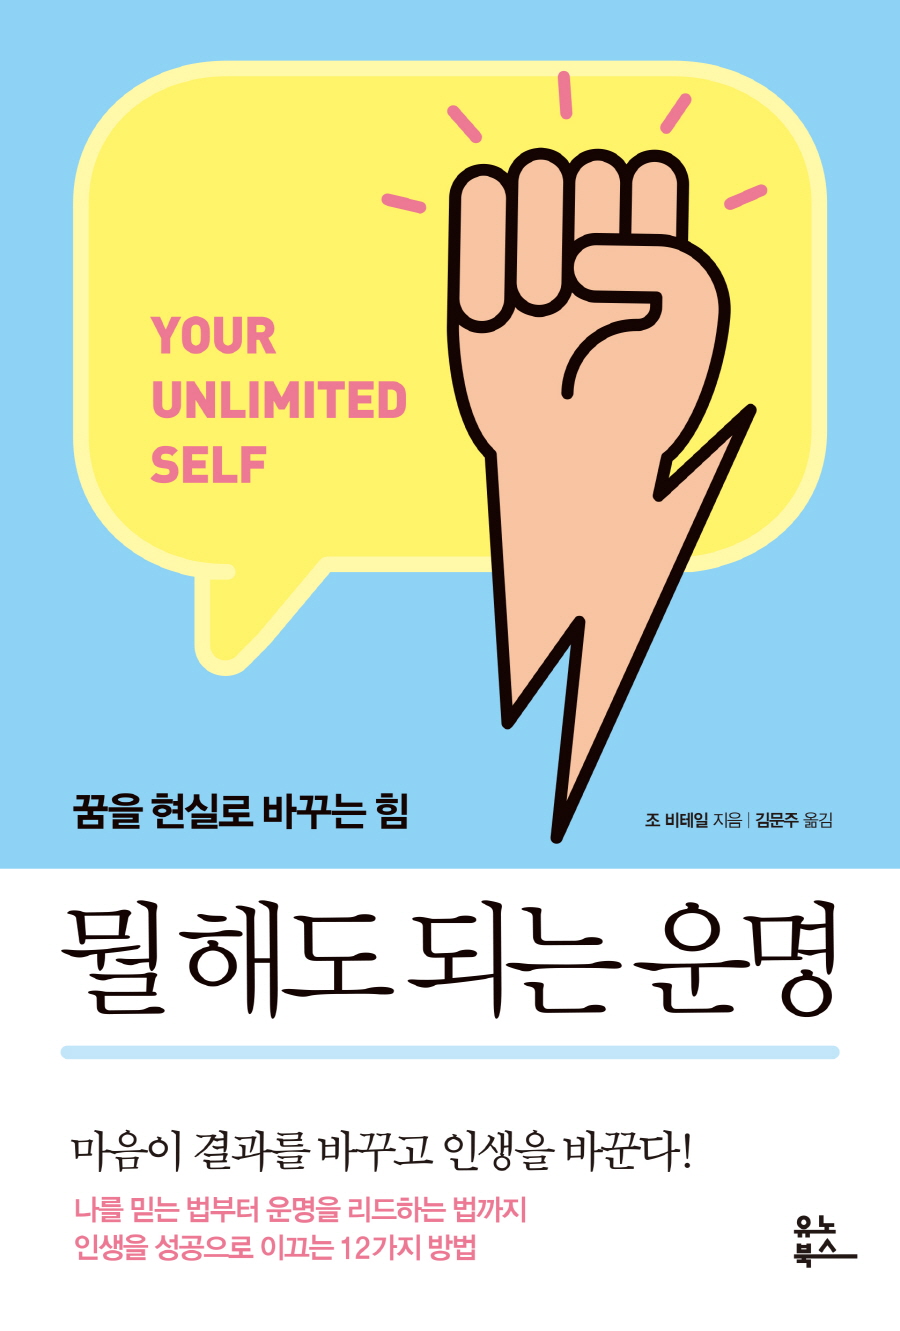 YOUR
UNLIMITED
SELF
꿈을 현실로 바꾸는 힘
조 비테일 지음 | 김문주 옮김
뭘 해도 되는 운명
마음이 결과를 바꾸고 인생을 바꾼다!
나를 믿는 법부터 운명을 리드하는 법까지
인생을 성공으로 이끄는 12가지 방법
유노
북스